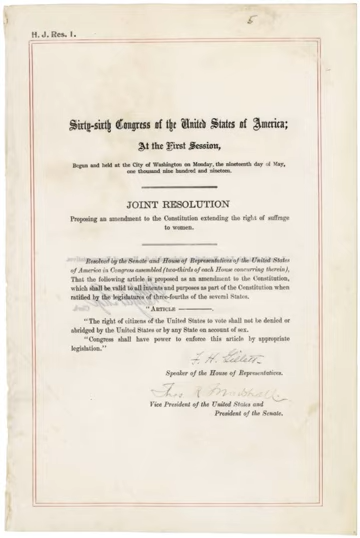 5
H. J. Res. 1.
Sixty-sixth Congress of the United States of America;
At the First Session,
Begun and held at the City of Washington on Monday, the nineteenth day of May,
one thousand nine hundred and nineteen.
JOINT RESOLUTION
Proposing an amendment to the Constitution extending the right of suffrage
to women.
Resolved by the Senate and House of Representatives of the United States
of America in Congress assembled (two-thirds of each House concurring therein),
That the following article is proposed as an amendment to the Constitution,
which shall be valid to all intents and purposes as part of the Constitution when
ratified by the legislatures of three-fourths of the several States.
"ARTICLE ———.
"The right of citizens of the United States to vote shall not be denied or
abridged by the United States or by any State on account of sex.
"Congress shall have power to enforce this article by appropriate
legislation."
F. H. Gillett
Speaker of the House of Representatives.
Thos. R. Marshall
Vice President of the United States and
President of the Senate.